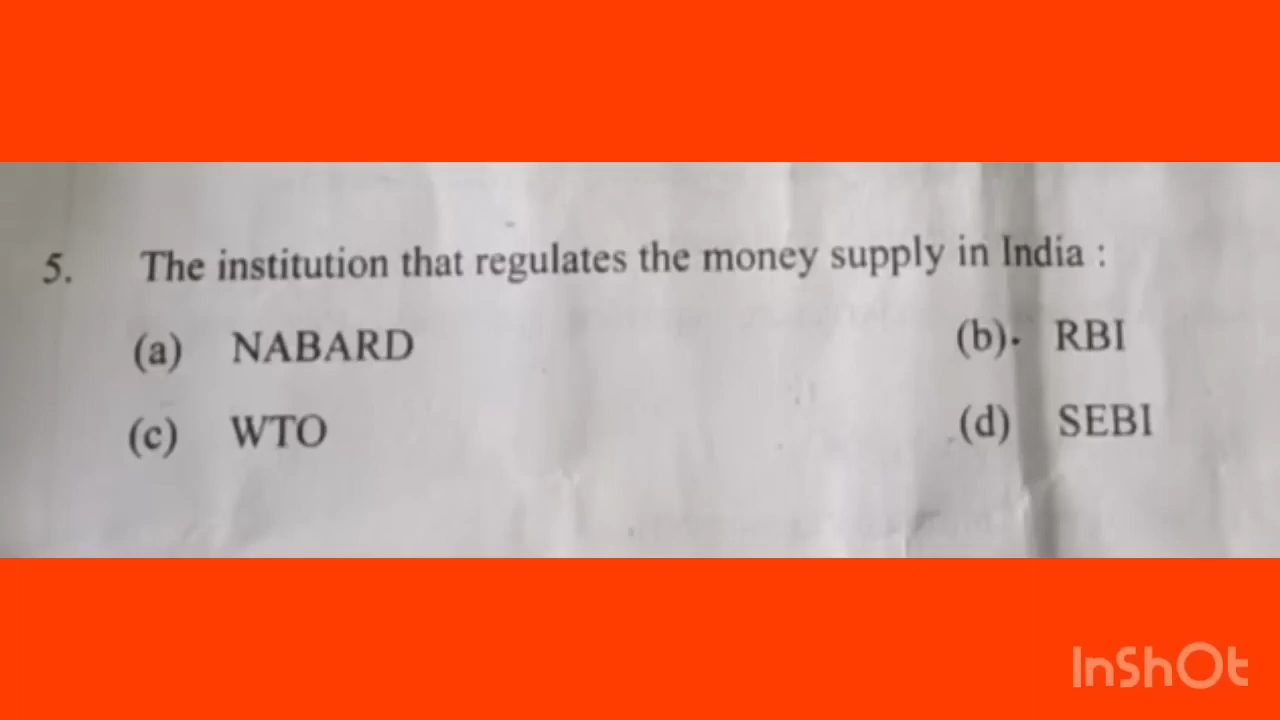 5. The institution that regulates the money supply in India :
(a) NABARD (b). RBI
(c) WTO (d) SEBI
InShOt